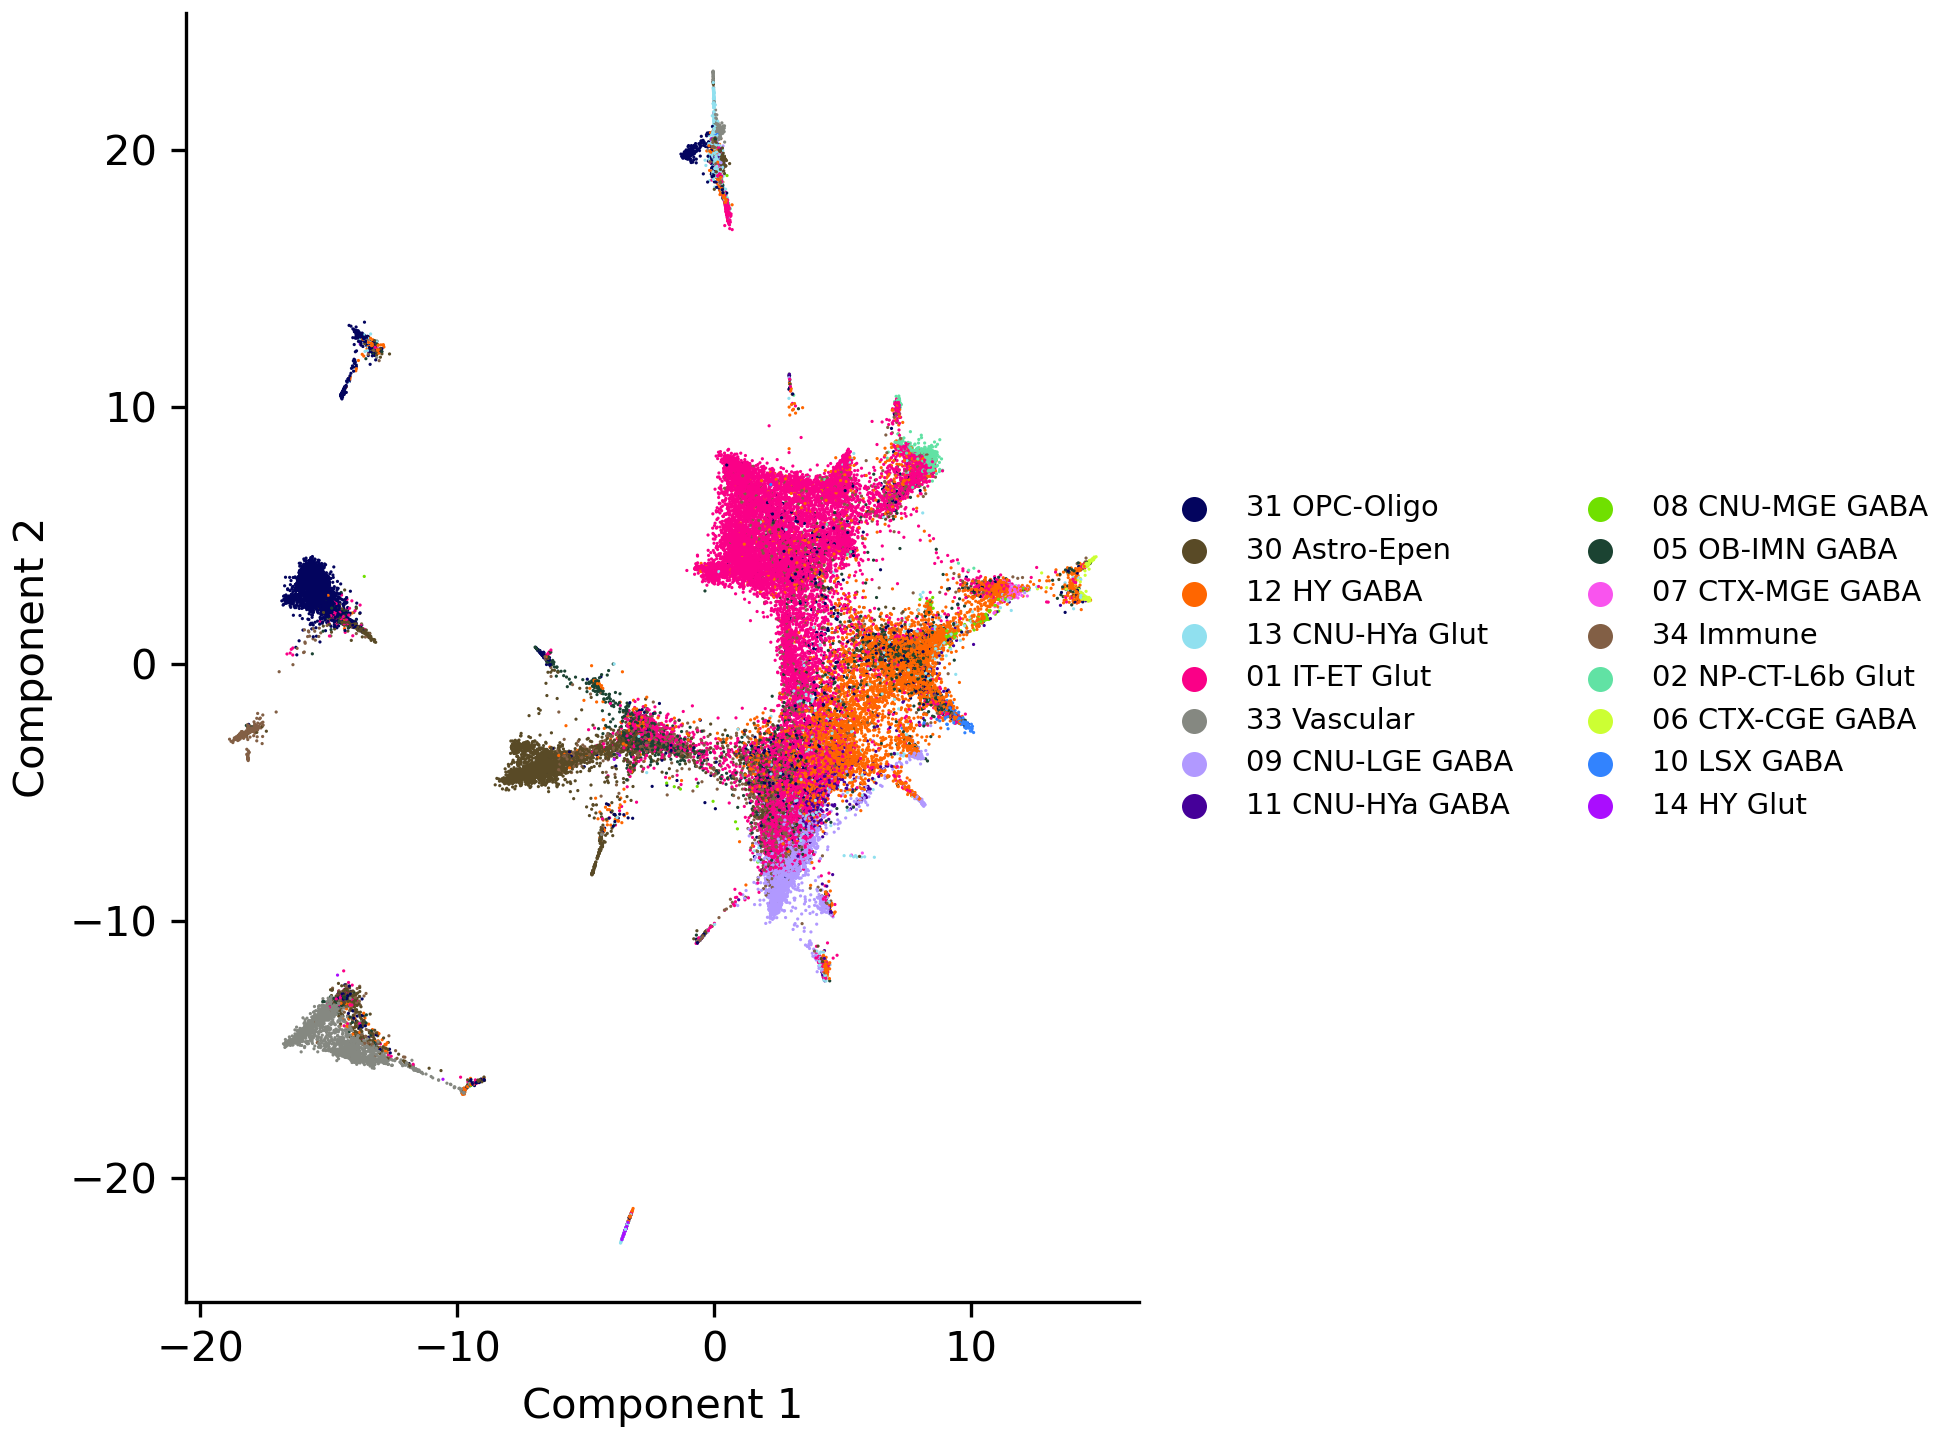 20
10
0
−10
−20
Component 2
−20
−10
0
10
Component 1
31 OPC-Oligo
30 Astro-Epen
12 HY GABA
13 CNU-HYa Glut
01 IT-ET Glut
33 Vascular
09 CNU-LGE GABA
11 CNU-HYa GABA
08 CNU-MGE GABA
05 OB-IMN GABA
07 CTX-MGE GABA
34 Immune
02 NP-CT-L6b Glut
06 CTX-CGE GABA
10 LSX GABA
14 HY Glut